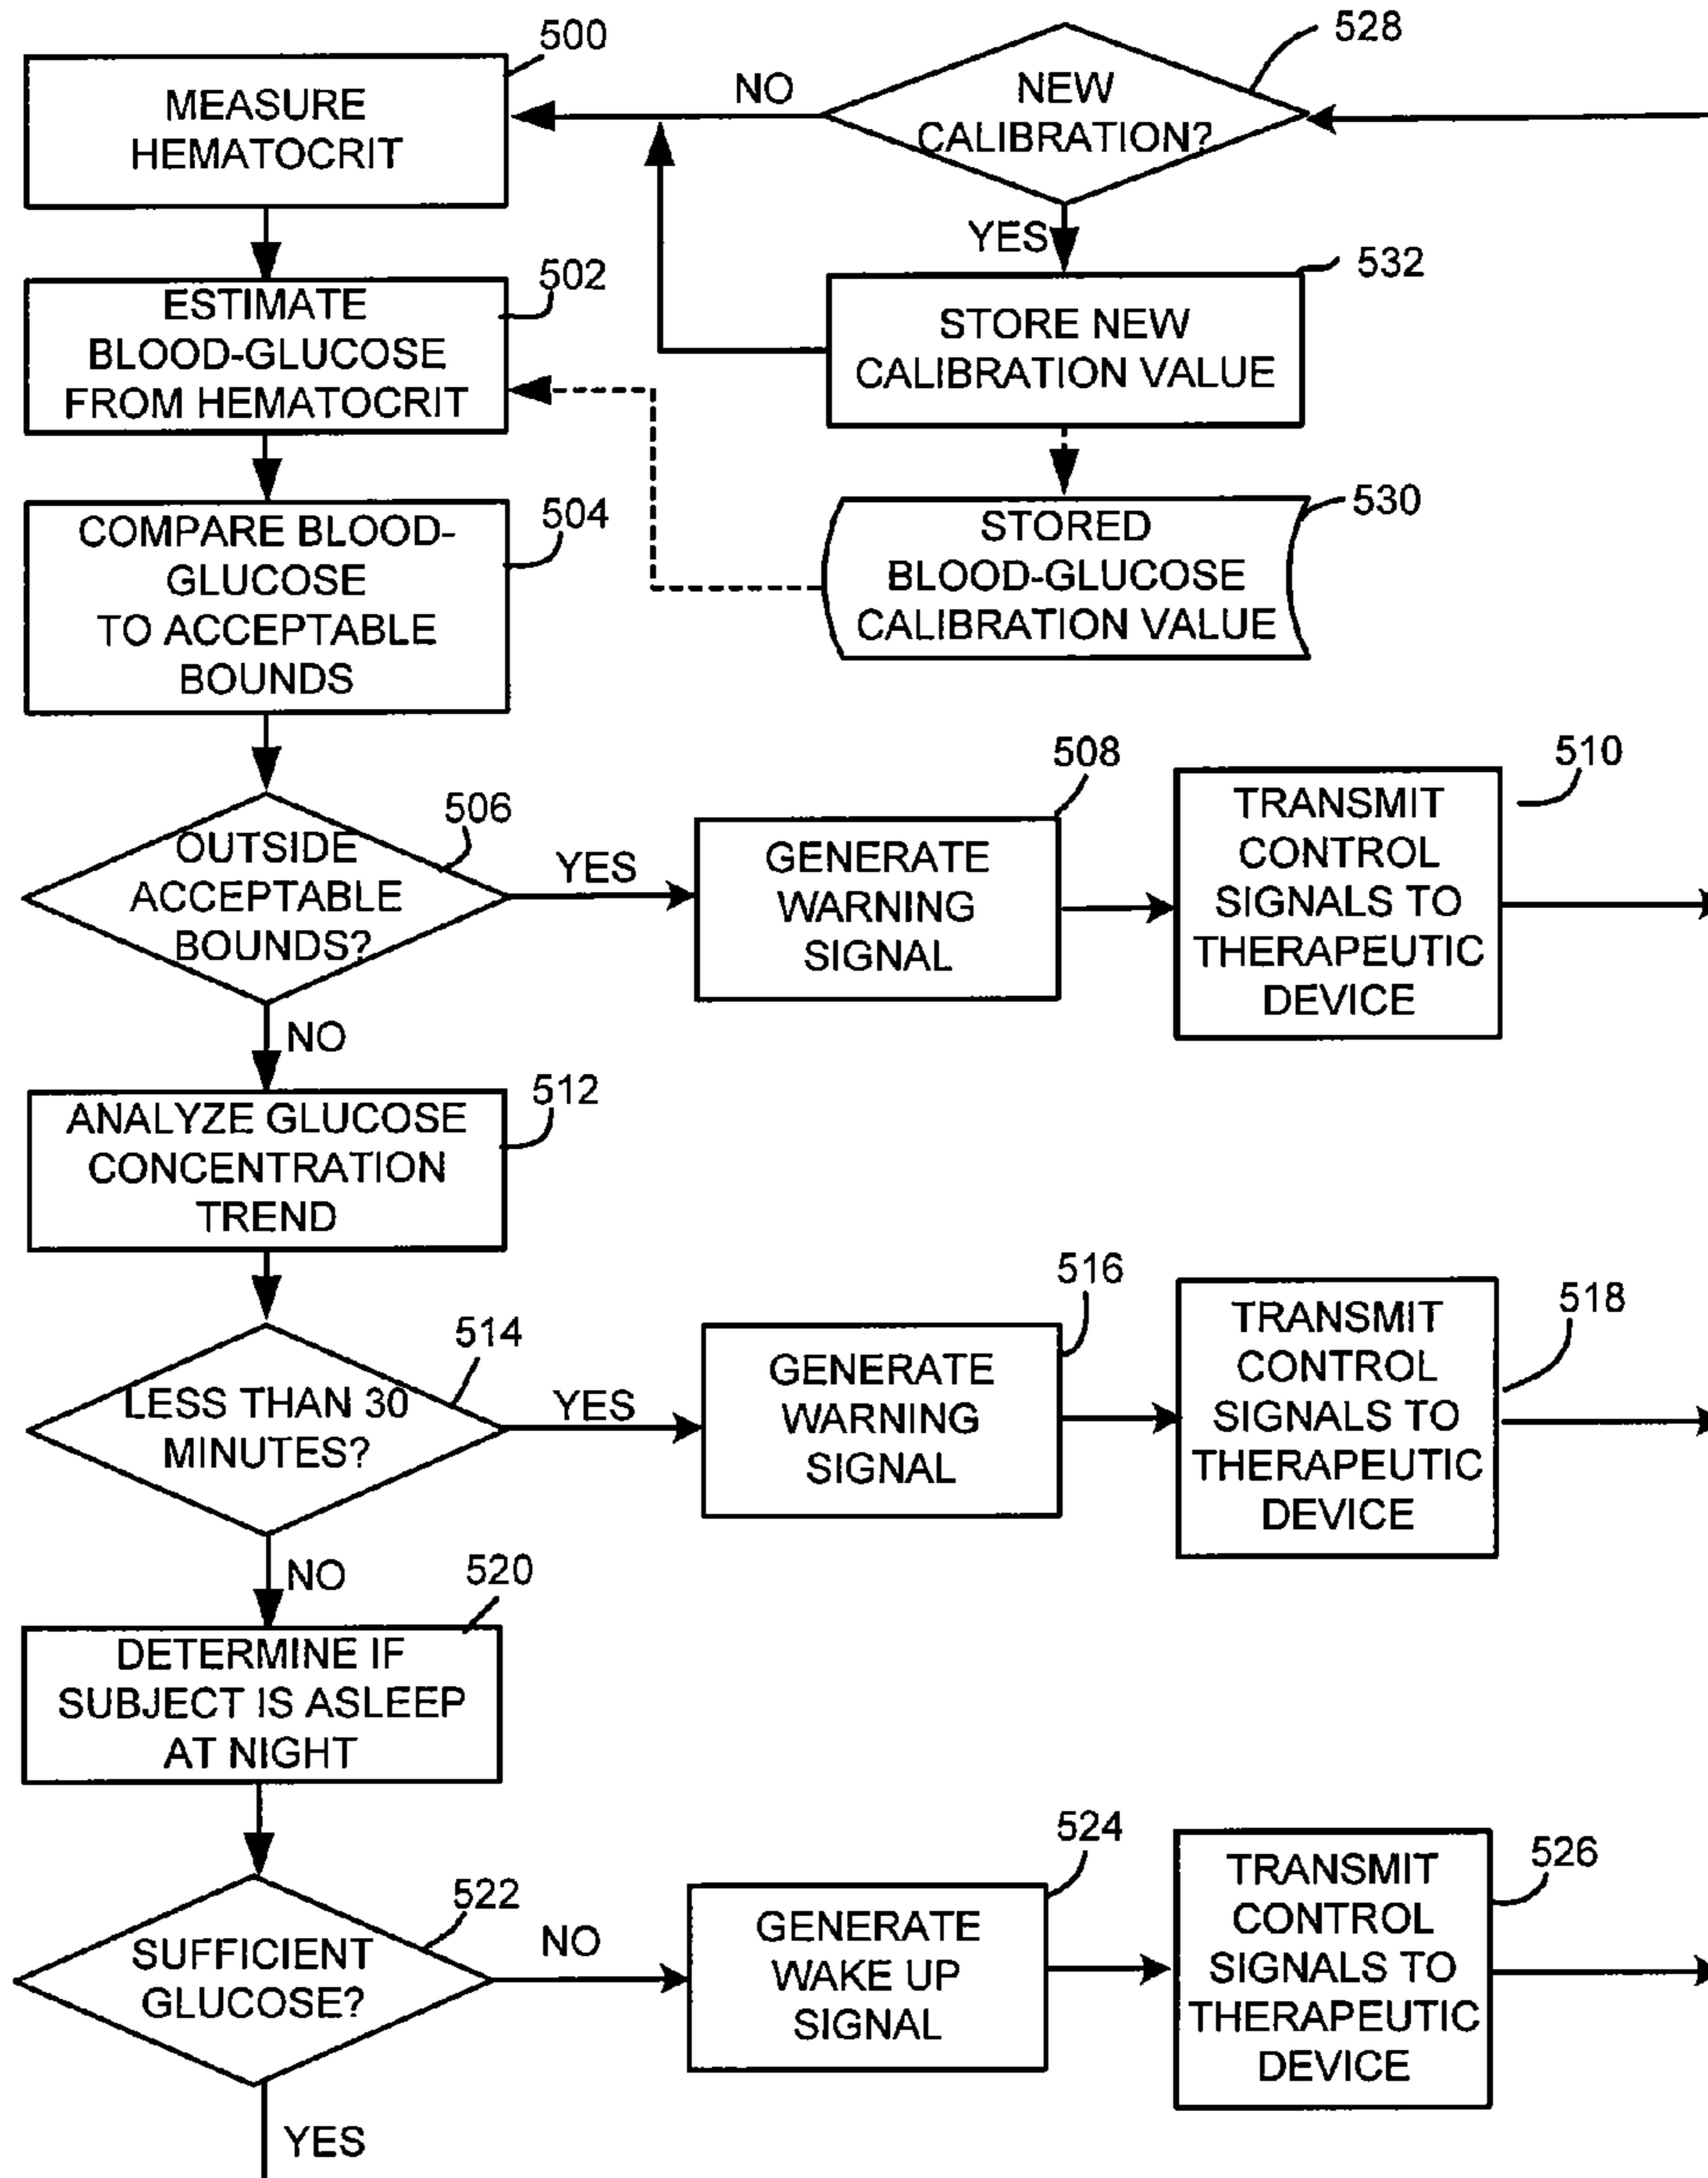 500
MEASURE
HEMATOCRIT
NO
NEW
CALIBRATION?
528
YES
502
ESTIMATE
BLOOD-GLUCOSE
FROM HEMATOCRIT
532
STORE NEW
CALIBRATION VALUE
504
COMPARE BLOOD-
GLUCOSE
TO ACCEPTABLE
BOUNDS
530
STORED
BLOOD-GLUCOSE
CALIBRATION VALUE
506
OUTSIDE
ACCEPTABLE
BOUNDS?
YES
508
GENERATE
WARNING
SIGNAL
510
TRANSMIT
CONTROL
SIGNALS TO
THERAPEUTIC
DEVICE
NO
512
ANALYZE GLUCOSE
CONCENTRATION
TREND
514
LESS THAN 30
MINUTES?
YES
516
GENERATE
WARNING
SIGNAL
518
TRANSMIT
CONTROL
SIGNALS TO
THERAPEUTIC
DEVICE
NO
520
DETERMINE IF
SUBJECT IS ASLEEP
AT NIGHT
522
SUFFICIENT
GLUCOSE?
NO
524
GENERATE
WAKE UP
SIGNAL
526
TRANSMIT
CONTROL
SIGNALS TO
THERAPEUTIC
DEVICE
YES